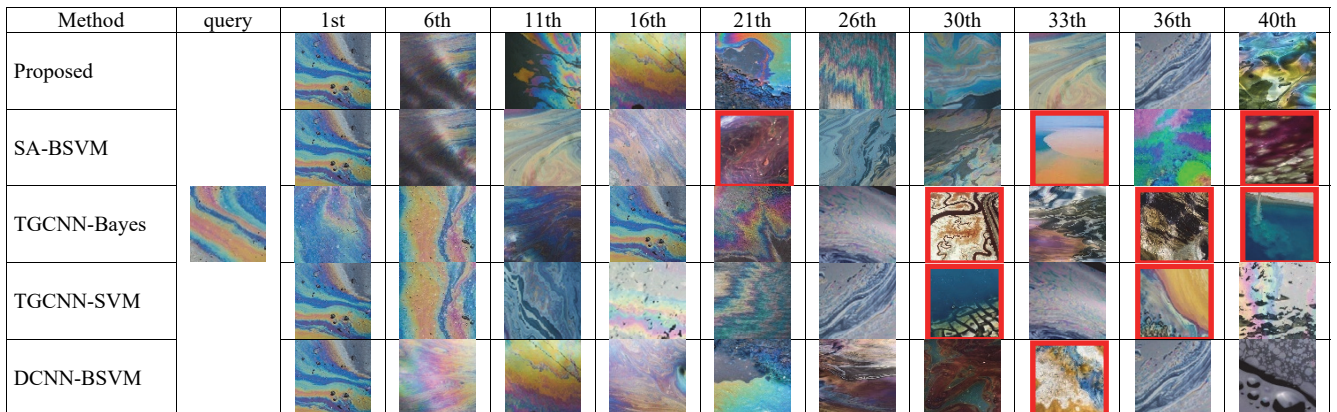 Method query 1st 6th 11th 16th 21th 26th 30th 33th 36th 40th
Proposed
SA-BSVM
TGCNN-Bayes
TGCNN-SVM
DCNN-BSVM